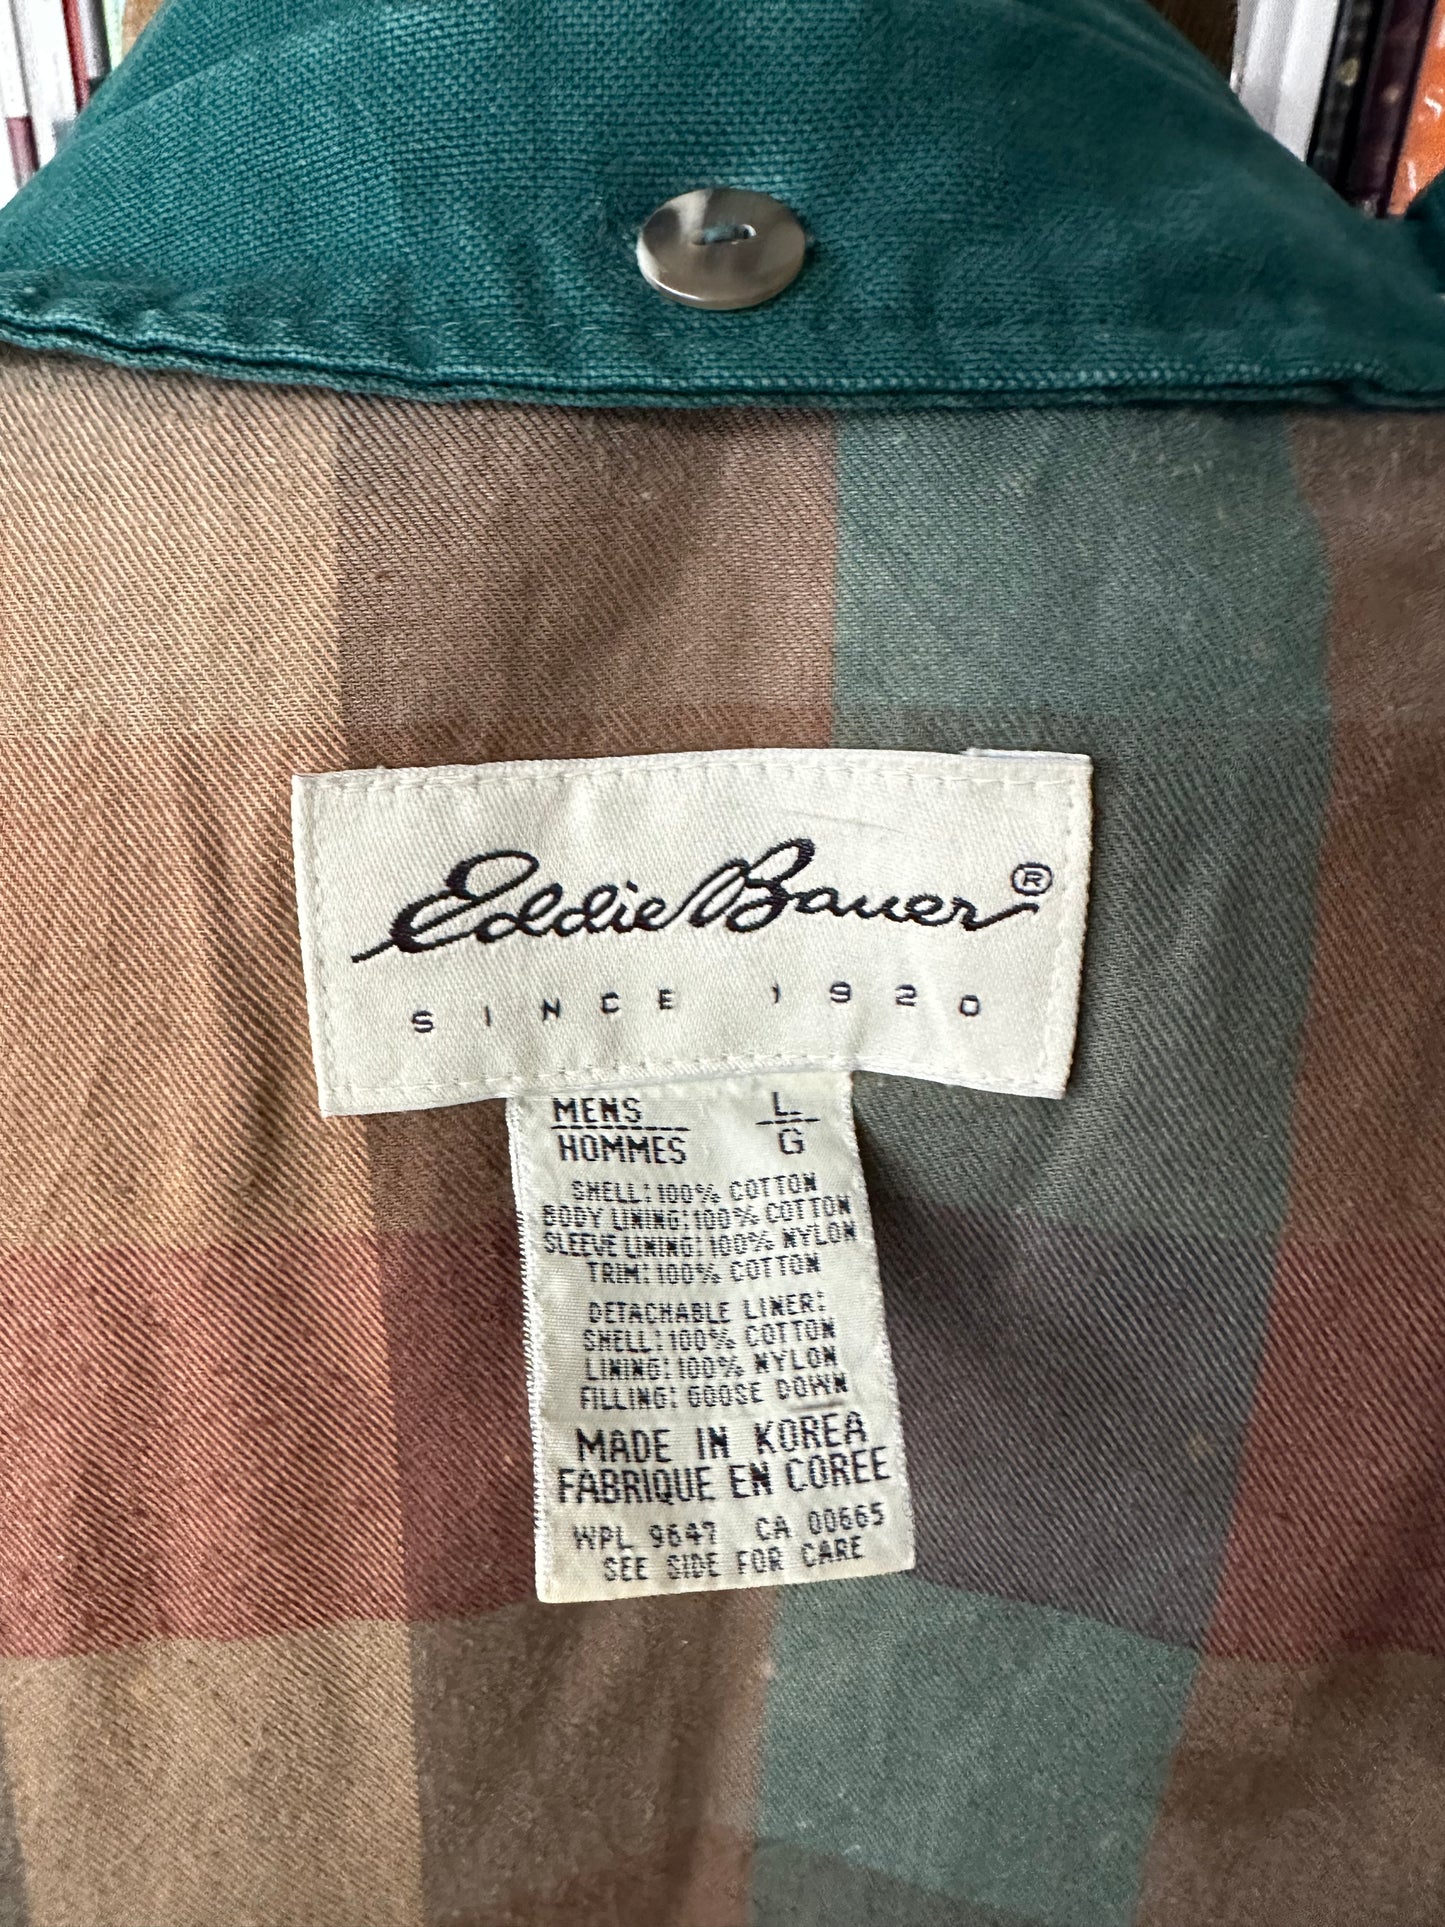 Eddie Bauer®
SINCE 1920
MENS L
HOMMES G
SHELL: 100% COTTON
BODY LINING: 100% COTTON
SLEEVE LINING: 100% NYLON
TRIM: 100% COTTON
DETACHABLE LINER:
SHELL: 100% COTTON
LINING: 100% NYLON
FILLING: GOOSE DOWN
MADE IN KOREA
FABRIQUE EN COREE
WPL 9647 CA 00665
SEE SIDE FOR CARE